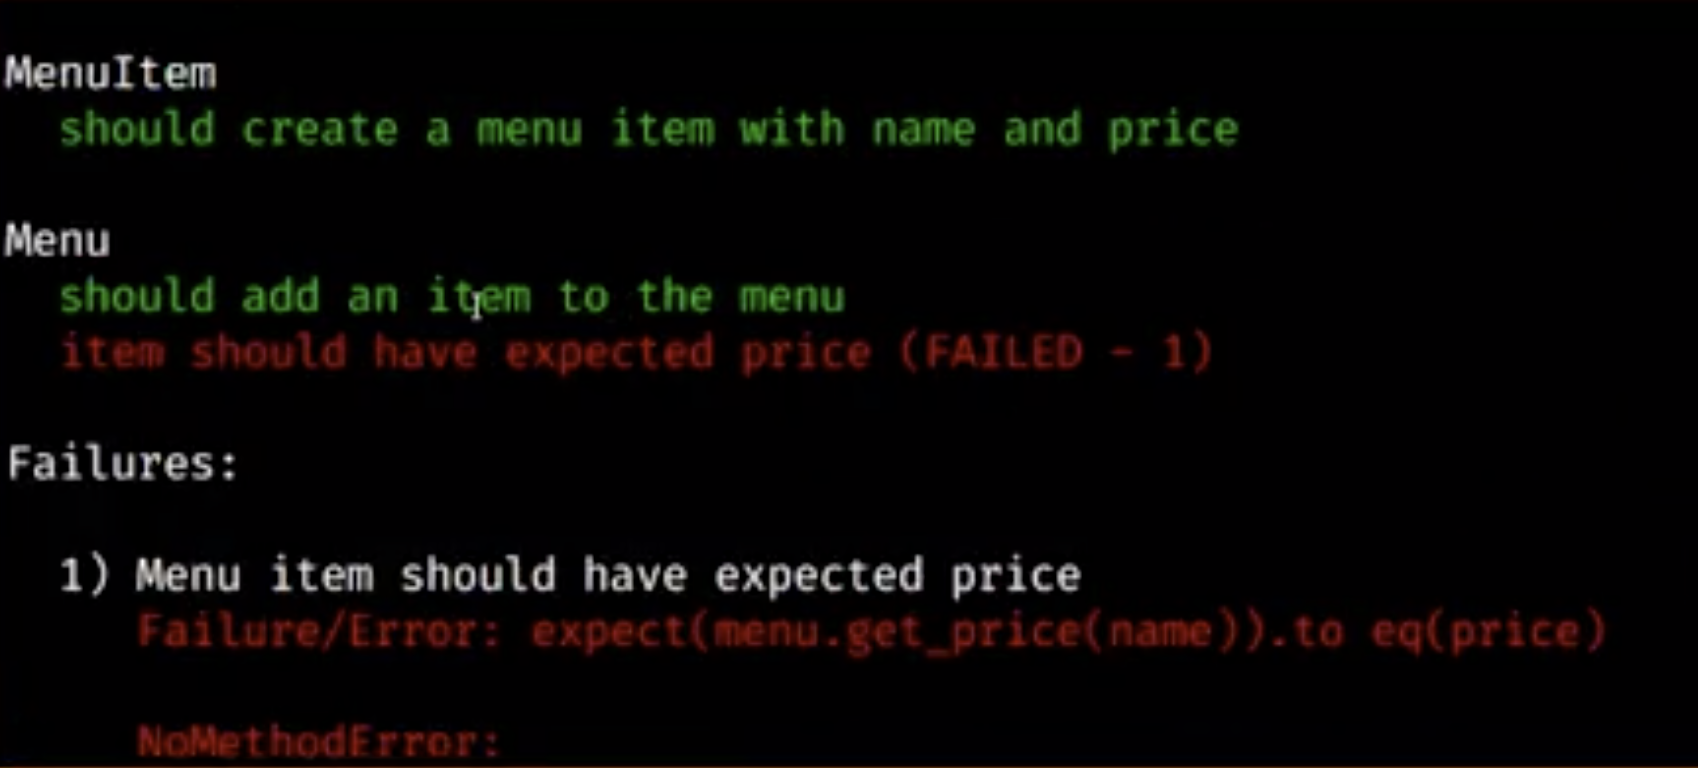 MenuItem
should create a menu item with name and price
Menu
should add an item to the menu
item should have expected price (FAILED - 1)
Failures:
1) Menu item should have expected price
Failure/Error: expect(menu.get_price(name)).to eq(price)
NoMethodError: